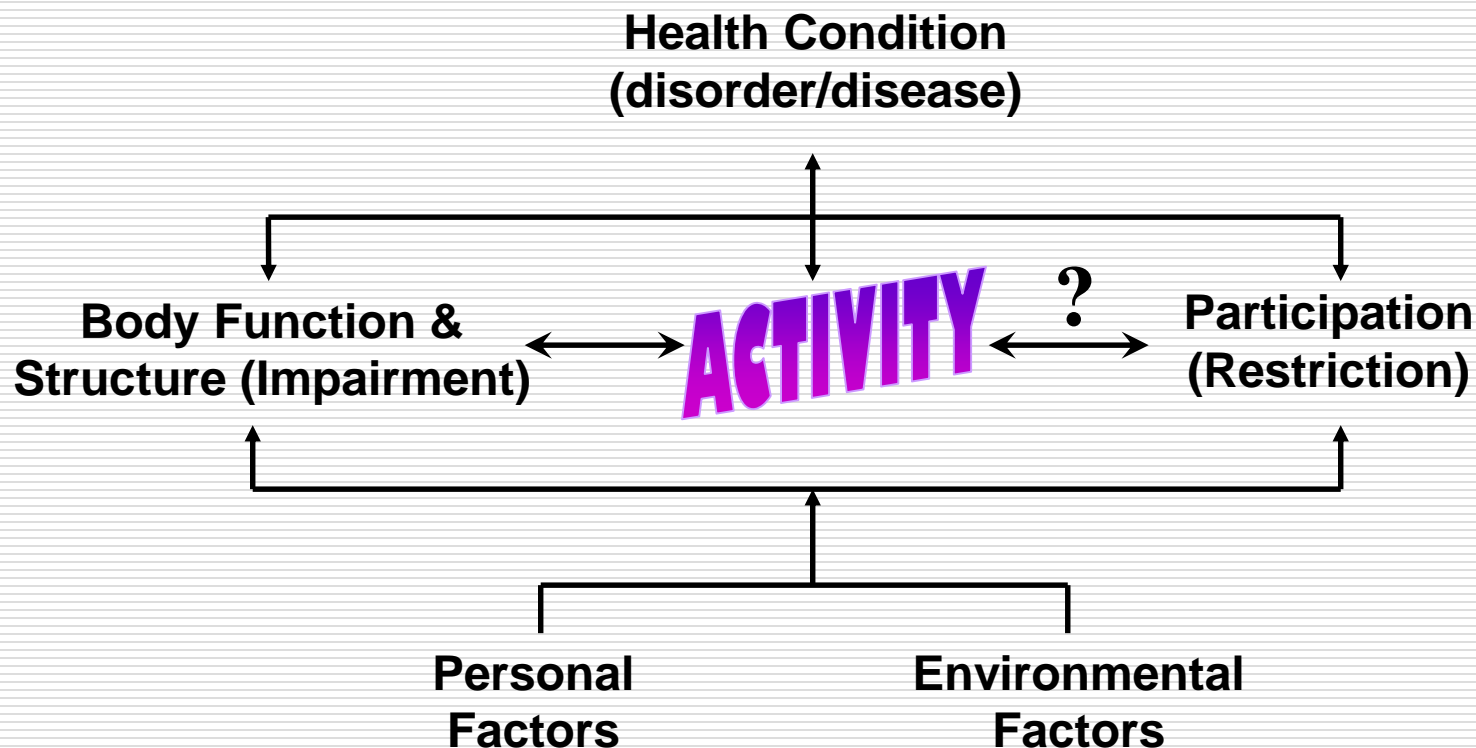 Health Condition
(disorder/disease)
Body Function &
Structure (Impairment)
ACTIVITY
?
Participation
(Restriction)
Personal
Factors
Environmental
Factors